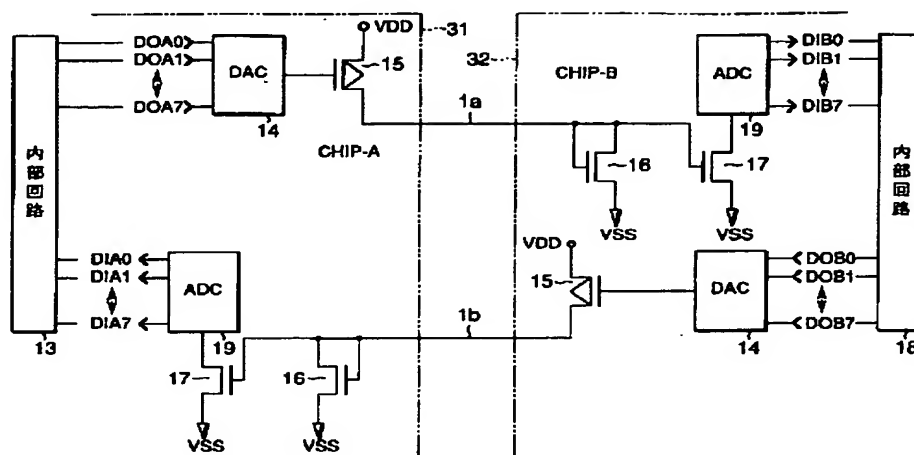 VDD
31
DOA0
DOA1
DOA7
DAC
14
15
32
CHIP-B
ADC
19
DIB0
DIB1
DIB7
1a
CHIP-A
16
17
VSS
VSS
内部回路
13
内部回路
18
DIA0
DIA1
DIA7
ADC
19
17
16
VSS
VSS
1b
VDD
15
DAC
14
DOB0
DOB1
DOB7